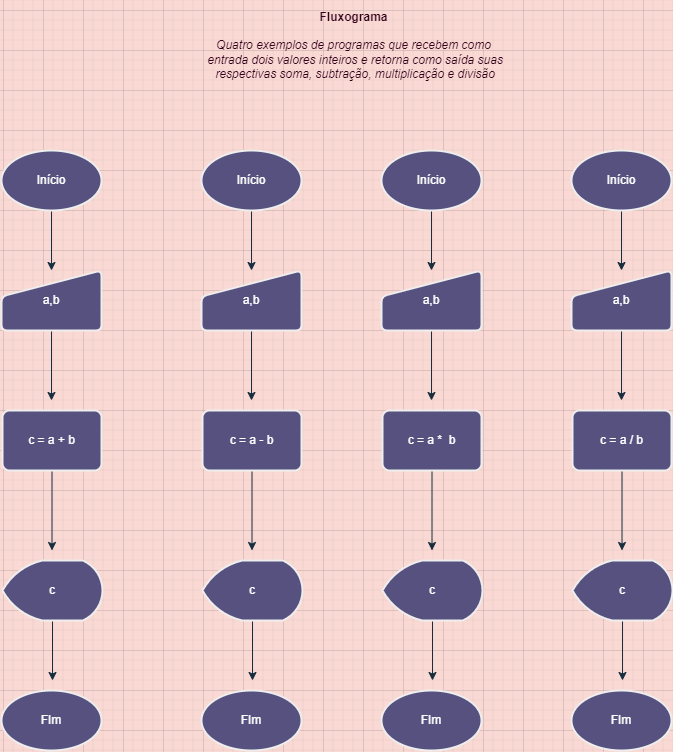 Fluxograma
Quatro exemplos de programas que recebem como
entrada dois valores inteiros e retorna como saída suas
respectivas soma, subtração, multiplicação e divisão
Início
Início
Início
Início
a,b
a,b
a,b
a,b
c = a + b
c = a - b
c = a *  b
c = a / b
c
c
c
c
FIm
FIm
FIm
FIm